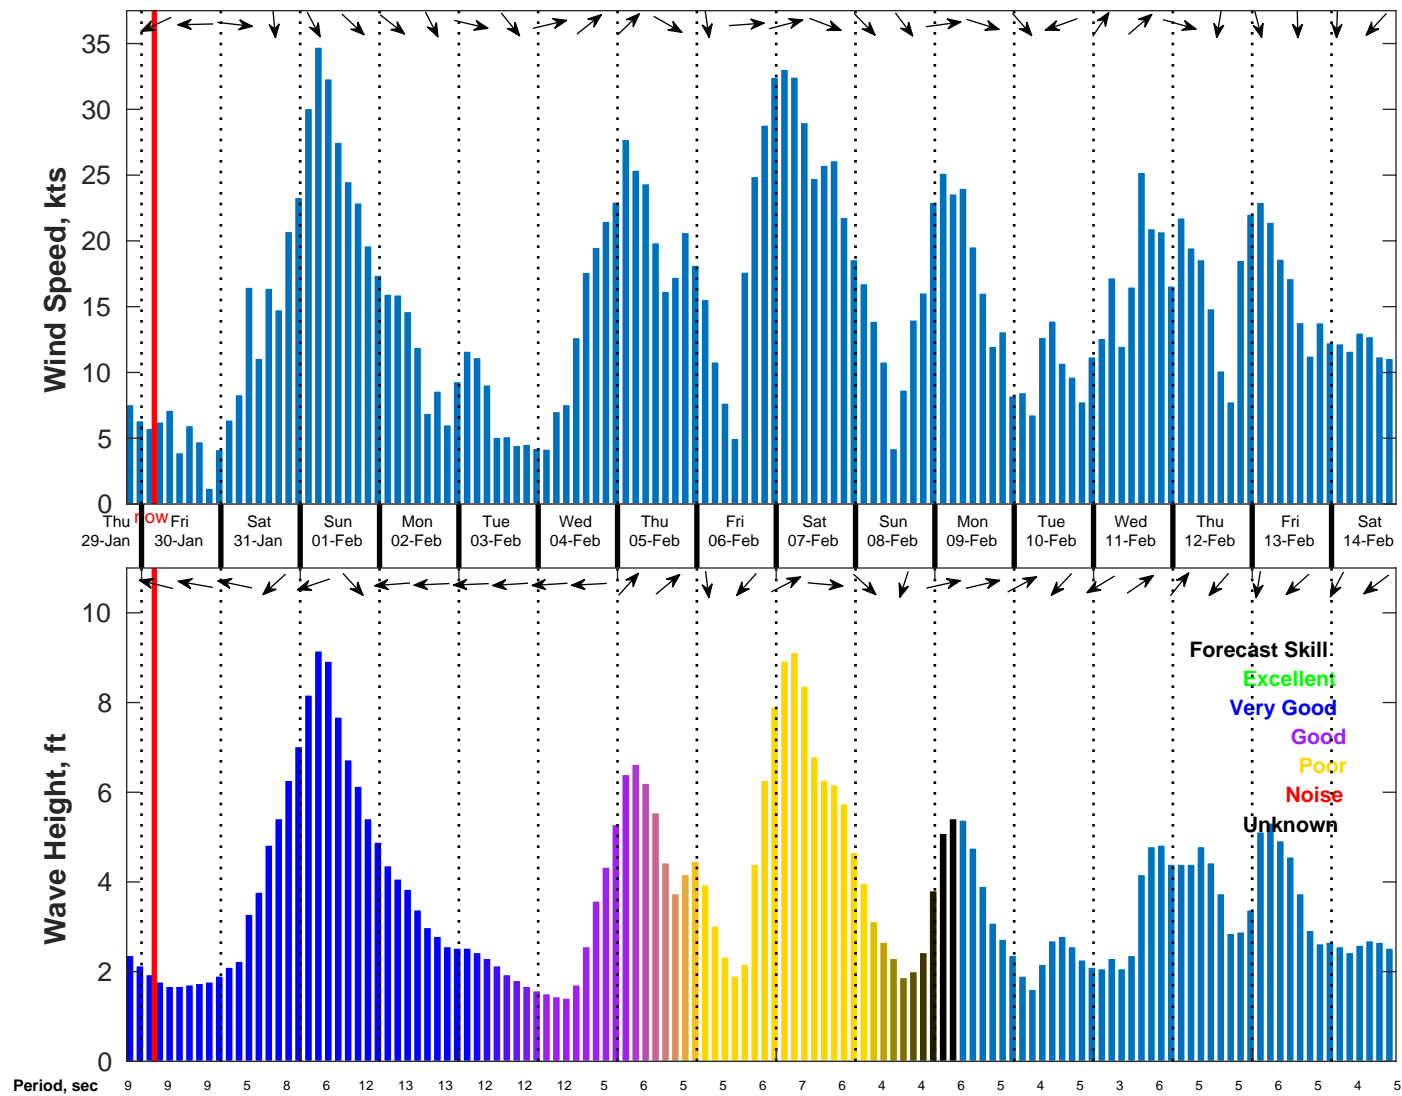 35
30
25
20
15
10
5
0
Wind Speed, kts
now
Thu Fri Sat Sun Mon Tue Wed Thu Fri Sat Sun Mon Tue Wed Thu Fri Sat
29-Jan 30-Jan 31-Jan 01-Feb 02-Feb 03-Feb 04-Feb 05-Feb 06-Feb 07-Feb 08-Feb 09-Feb 10-Feb 11-Feb 12-Feb 13-Feb 14-Feb
10
8
6
4
2
0
Wave Height, ft
Forecast Skill
Excellent
Very Good
Good
Poor
Noise
Unknown
Period, sec 9 9 9 5 8 6 12 13 13 12 12 12 5 6 5 6 6 7 6 4 4 6 5 4 5 3 6 5 5 6 5 4 5